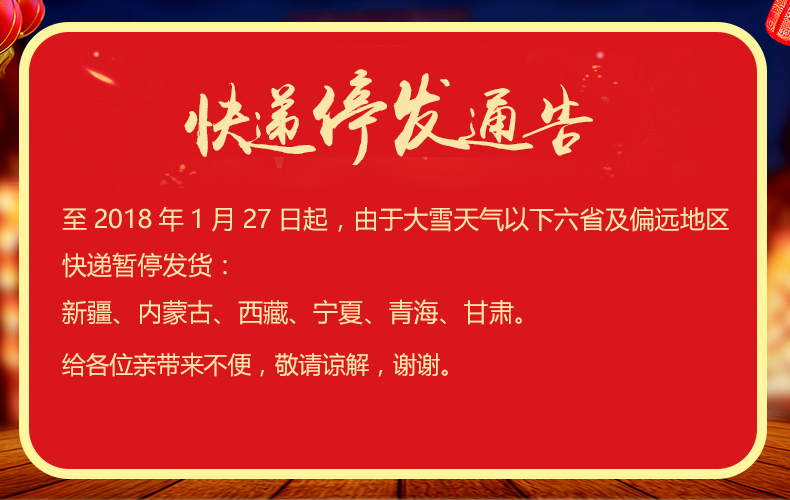 快递停发通告
至 2018 年 1 月 27 日起，由于大雪天气以下六省及偏远地区
快递暂停发货：
新疆、内蒙古、西藏、宁夏、青海、甘肃。
给各位亲带来不便，敬请谅解，谢谢。